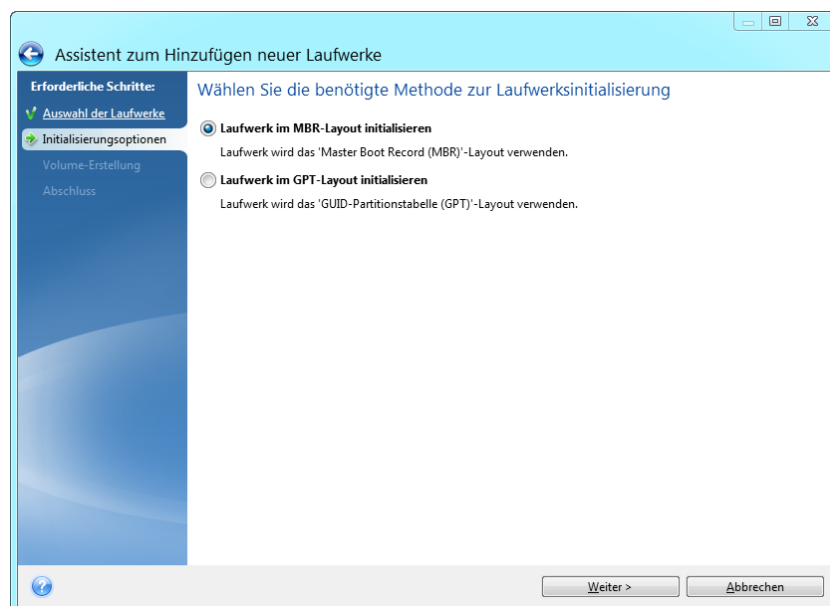 Assistent zum Hinzufügen neuer Laufwerke
Erforderliche Schritte:
Auswahl der Laufwerke
Initialisierungsoptionen
Volume-Erstellung
Abschluss
Wählen Sie die benötigte Methode zur Laufwerksinitialisierung
Laufwerk im MBR-Layout initialisieren
Laufwerk wird das 'Master Boot Record (MBR)'-Layout verwenden.
Laufwerk im GPT-Layout initialisieren
Laufwerk wird das 'GUID-Partitionstabelle (GPT)'-Layout verwenden.
Weiter >
Abbrechen